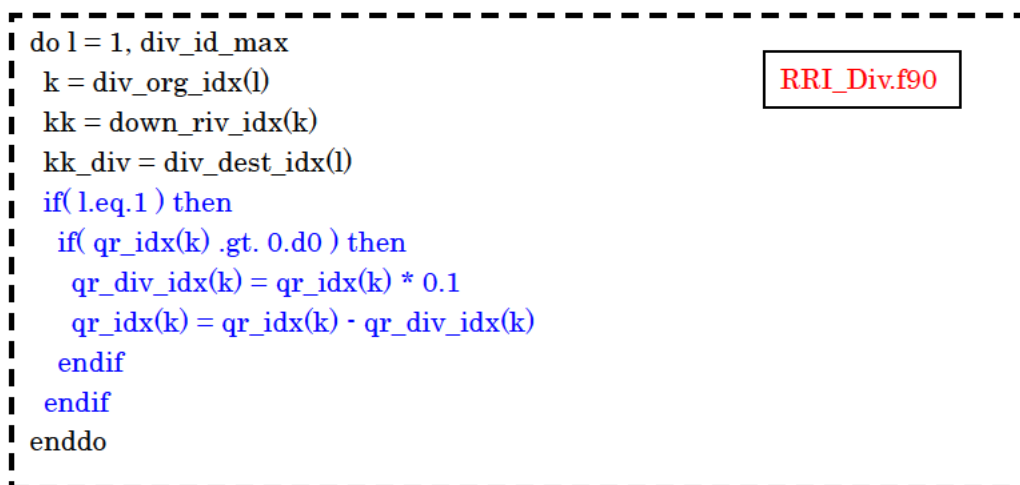 do l = 1, div_id_max
k = div_org_idx(l)
RRI_Div.f90
kk = down_riv_idx(k)
kk_div = div_dest_idx(l)
if( l.eq.1 ) then
if( qr_idx(k) .gt. 0.d0 ) then
qr_div_idx(k) = qr_idx(k) * 0.1
qr_idx(k) = qr_idx(k) - qr_div_idx(k)
endif
endif
enddo